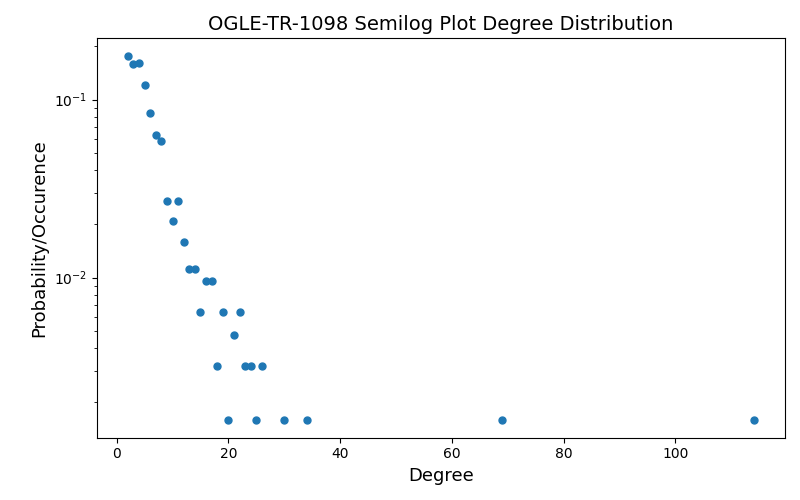 OGLE-TR-1098 Semilog Plot Degree Distribution
Probability/Occurence
10⁻¹
10⁻²
0 20 40 60 80 100
Degree